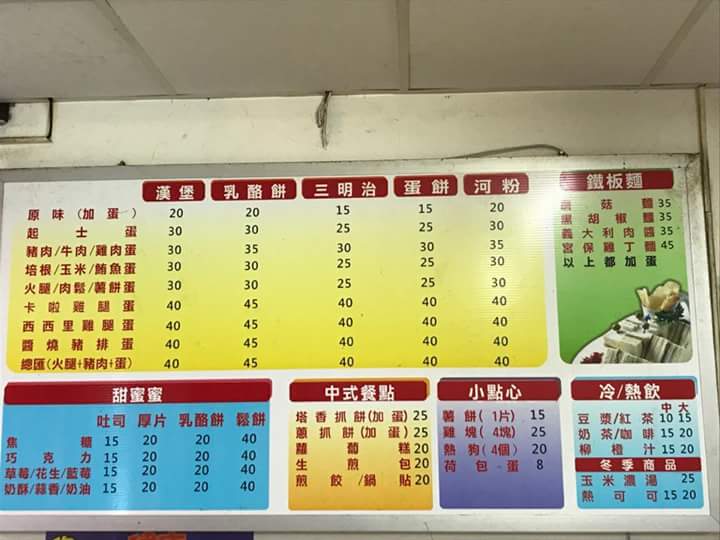 漢堡 乳酪餅 三明治 蛋餅 河粉
原味(加蛋) 20 20 15 15 20
起士蛋 30 30 25 25 30
豬肉/牛肉/雞肉蛋 30 35 30 30 35
培根/玉米/鮪魚蛋 30 30 25 25 30
火腿/肉鬆/薯餅蛋 30 30 25 25 30
卡啦雞腿蛋 40 45 40 40 40
西西里雞腿蛋 40 45 40 40 40
醬燒豬排蛋 40 45 40 40 40
總匯(火腿+豬肉+蛋) 40 45 40 40 40
鐵板麵
蘑菇麵 35
黑胡椒麵 35
義大利肉醬 35
宮保雞丁麵 45
以上都加蛋
甜蜜蜜
吐司 厚片 乳酪餅 鬆餅
焦糖 15 20 20 40
巧克力 15 20 20 40
草莓/花生/藍莓 15 20 20 40
奶酥/蒜香/奶油 15 20 20 40
中式餐點
塔香抓餅(加蛋) 25
蔥抓餅(加蛋) 25
蘿蔔糕 20
生煎包 20
煎餃/鍋貼 20
小點心
薯餅(1片) 15
雞塊(4塊) 25
熱狗(4個) 20
荷包蛋 8
冷/熱飲
中 大
豆漿/紅茶 10 15
奶茶/咖啡 15 20
柳橙汁 15 20
冬季商品
玉米濃湯 25
熱可可 15 20